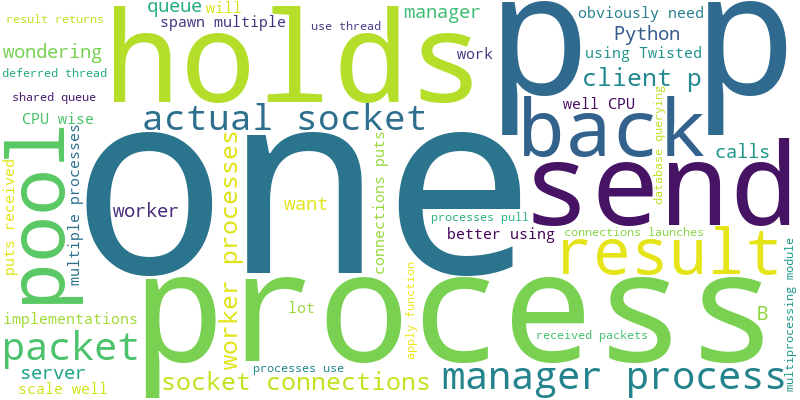 result returns
queue
will
spawn multiple
use thread
manager
obviously need
wondering
holds
work
Python
using Twisted
p p
deferred thread
client p
shared queue
CPU wise
actual socket
well CPU
back
database querying
calls
pool
puts received
multiple processes
one
worker
worker processes
want
connections puts
processes pull
better using
send
connections launches
result
process
implementations
lot
apply function
received packets
B
multiprocessing module
packet
server
scale well
processes use
socket connections
manager process